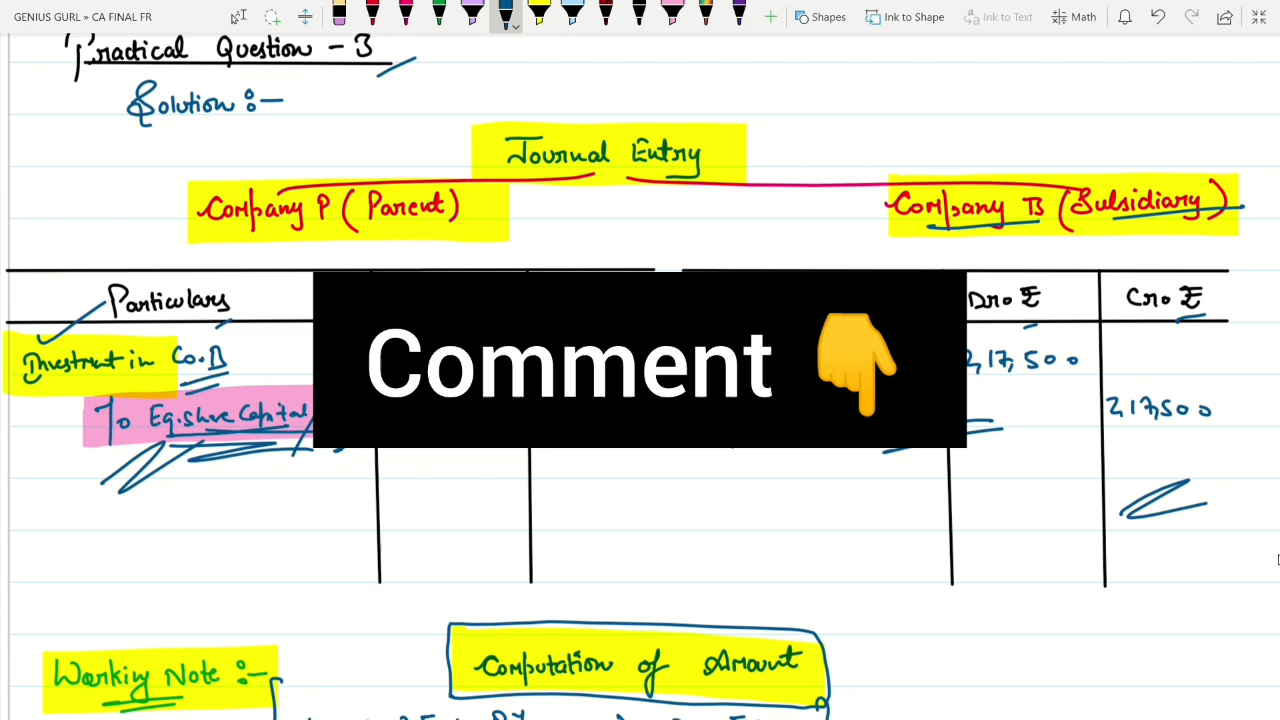 GENIUS GURL » CA FINAL FR
Shapes Ink to Shape Ink to Text Math
Practical Question - 3
Solution :-
Journal Entry
Company P (Parent) Company B (Subsidiary)
Particulars Dr. ₹ Cr. ₹
Comment 👇
Investment in Co. B 2,17,500
To Eq. Share Capital 2,17,500
Working Note :- Computation of Amount